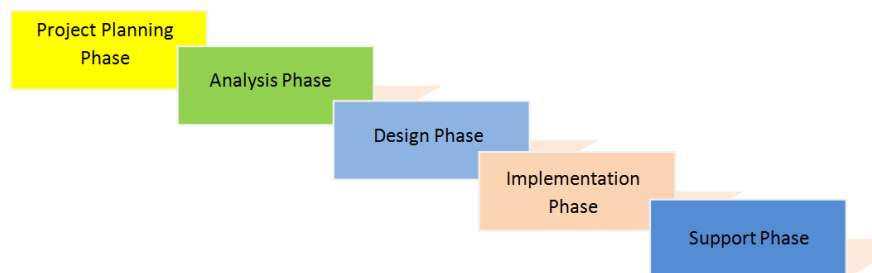 Project Planning
Phase
Analysis Phase
Design Phase
Implementation
Phase
Support Phase